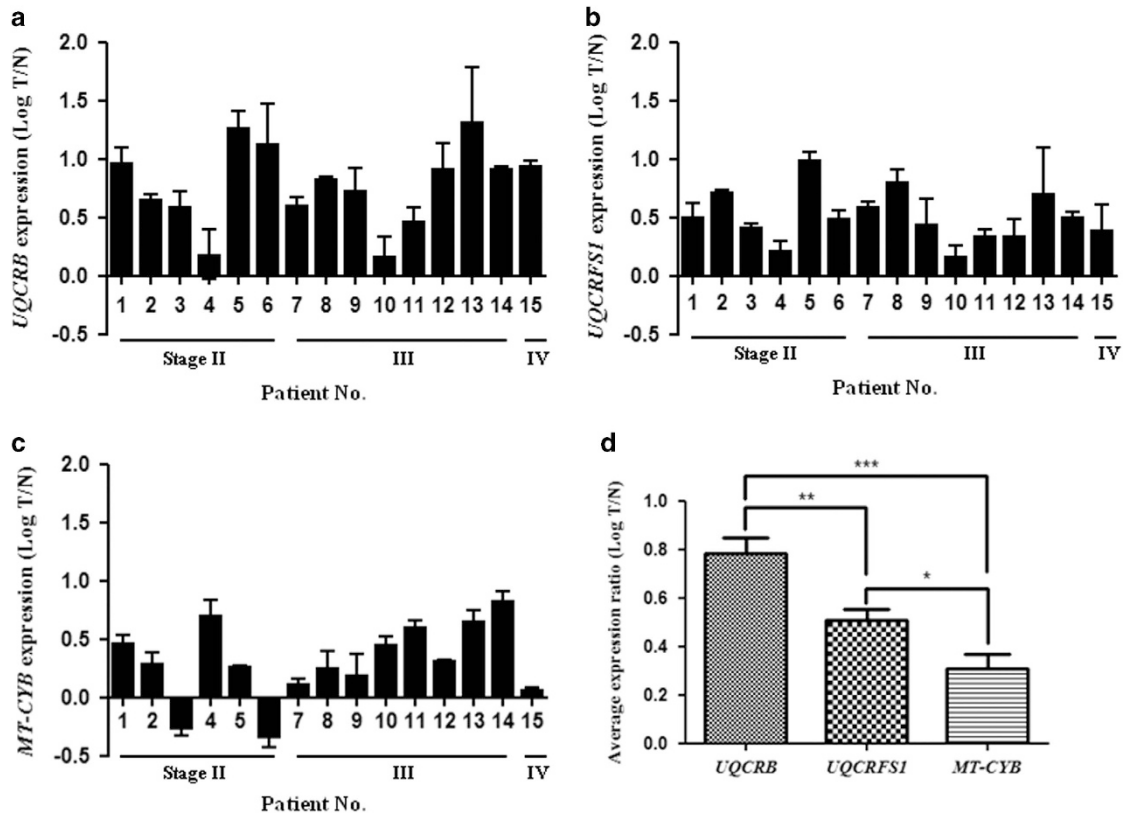 a
UQCRB expression (Log T/N)
2.0
1.5
1.0
0.5
0.0
-0.5
1 2 3 4 5 6 7 8 9 10 11 12 13 14 15
Stage II III IV
Patient No.
b
UQCRFS1 expression (Log T/N)
2.0
1.5
1.0
0.5
0.0
-0.5
1 2 3 4 5 6 7 8 9 10 11 12 13 14 15
Stage II III IV
Patient No.
c
MT-CYB expression (Log T/N)
2.0
1.5
1.0
0.5
0.0
-0.5
1 2 4 5 7 8 9 10 11 12 13 14 15
Stage II III IV
Patient No.
d
Average expression ratio (Log T/N)
1.0
0.8
0.6
0.4
0.2
0.0
***
**
*
UQCRB UQCRFS1 MT-CYB